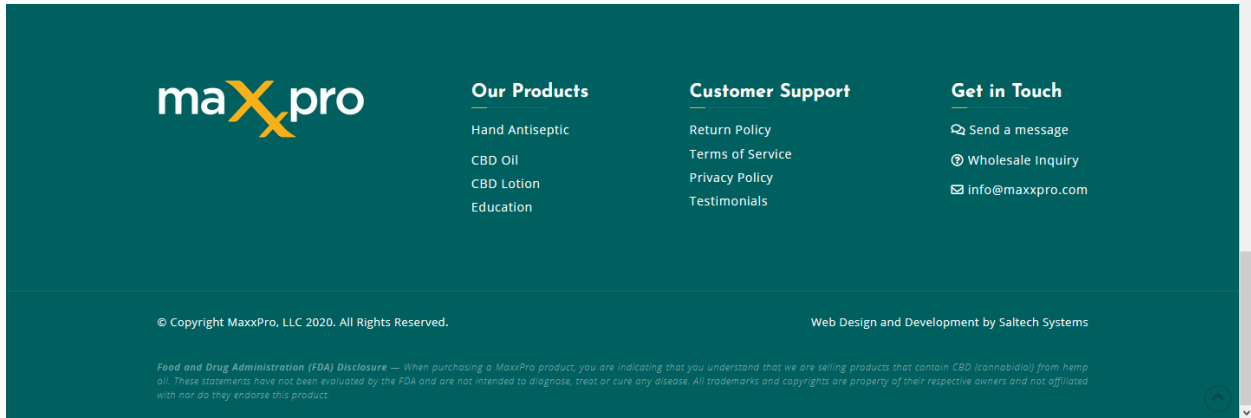 maxxpro
Our Products
Hand Antiseptic
CBD Oil
CBD Lotion
Education
Customer Support
Return Policy
Terms of Service
Privacy Policy
Testimonials
Get in Touch
Send a message
Wholesale Inquiry
info@maxxpro.com
© Copyright MaxxPro, LLC 2020. All Rights Reserved.
Web Design and Development by Saltech Systems
Food and Drug Administration (FDA) Disclosure — When purchasing a MaxxPro product, you are indicating that you understand that we are selling products that contain CBD (cannabidiol) from hemp
oil. These statements have not been evaluated by the FDA and are not intended to diagnose, treat or cure any disease. All trademarks and copyrights are property of their respective owners and not affiliated
with nor do they endorse this product.